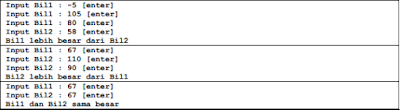 Input Bil1 : -5 [enter]
Input Bil1 : 105 [enter]
Input Bil1 : 80 [enter]
Input Bil2 : 58 [enter]
Bil1 lebih besar dari Bil2
Input Bil1 : 67 [enter]
Input Bil2 : 110 [enter]
Input Bil2 : 90 [enter]
Bil2 lebih besar dari Bil1
Input Bil1 : 67 [enter]
Input Bil2 : 67 [enter]
Bil1 dan Bil2 sama besar